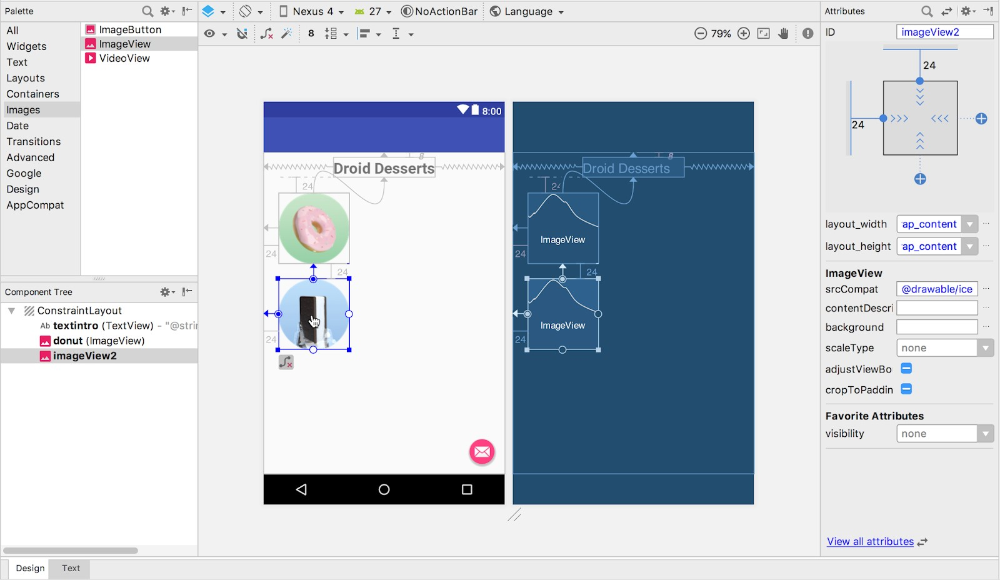 Palette
Nexus 4
27
NoActionBar
Language
Attributes
All
Widgets
Text
Layouts
Containers
Images
Date
Transitions
Advanced
Google
Design
AppCompat
ImageButton
ImageView
VideoView
8
79%
ID
imageView2
24
24
8:00
8
Droid Desserts
24
24
24
24
8
Droid Desserts
24
ImageView
24
24
ImageView
24
layout_width
ap_content
...
layout_height
ap_content
...
ImageView
srcCompat
@drawable/ice
...
contentDescri
...
background
...
scaleType
none
adjustViewBo
cropToPaddin
Favorite Attributes
visibility
none
View all attributes
Component Tree
ConstraintLayout
Ab textintro (TextView) - "@strin
donut (ImageView)
imageView2
Design
Text